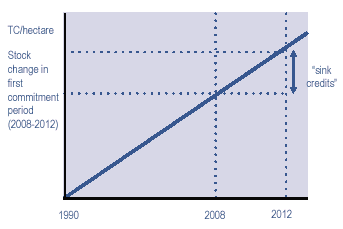 TC/hectare
Stock
change in
first
commitment
period
(2008-2012)
"sink
credits"
1990
2008
2012